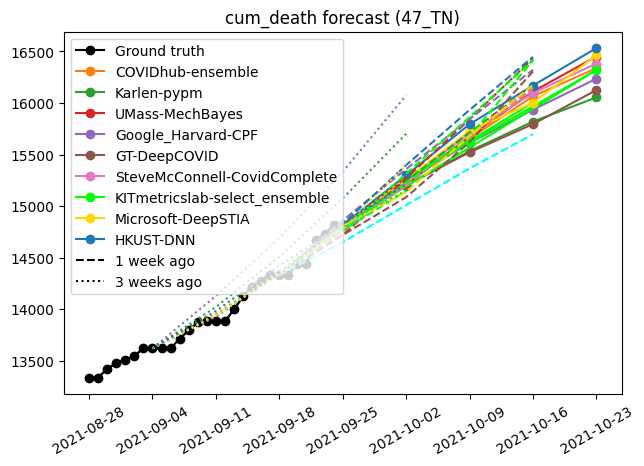 cum_death forecast (47_TN)
16500
16000
15500
15000
14500
14000
13500
Ground truth
COVIDhub-ensemble
Karlen-pypm
UMass-MechBayes
Google_Harvard-CPF
GT-DeepCOVID
SteveMcConnell-CovidComplete
KITmetricslab-select_ensemble
Microsoft-DeepSTIA
HKUST-DNN
1 week ago
3 weeks ago
2021-08-28
2021-09-04
2021-09-11
2021-09-18
2021-09-25
2021-10-02
2021-10-09
2021-10-16
2021-10-23